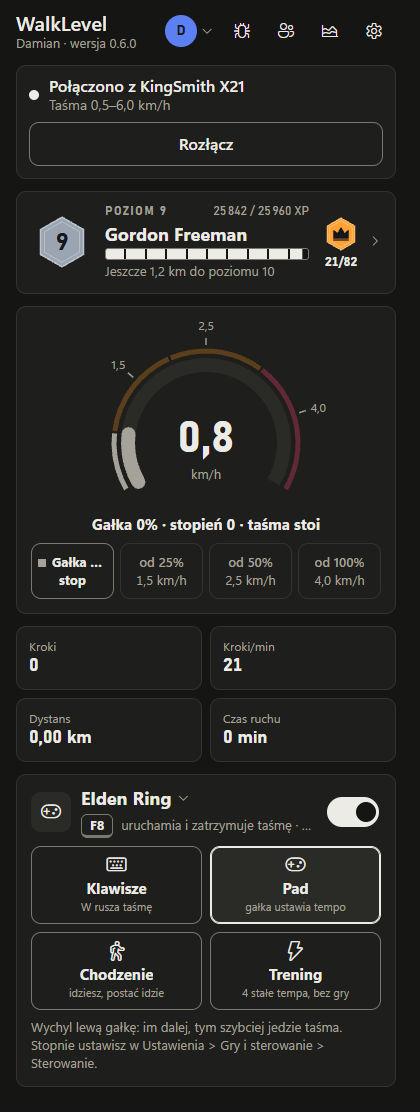 WalkLevel
Damian · wersja 0.6.0
D
Połączono z KingSmith X21
Taśma 0,5–6,0 km/h
Rozłącz
9
POZIOM 9
25 842 / 25 960 XP
Gordon Freeman
Jeszcze 1,2 km do poziomu 10
21/82
2,5
1,5
4,0
0,8
km/h
Gałka 0% · stopień 0 · taśma stoi
Gałka ...
stop
od 25%
1,5 km/h
od 50%
2,5 km/h
od 100%
4,0 km/h
Kroki
0
Kroki/min
21
Dystans
0,00 km
Czas ruchu
0 min
Elden Ring
F8 uruchamia i zatrzymuje taśmę · ...
Klawisze
W rusza taśmę
Pad
gałka ustawia tempo
Chodzenie
idziesz, postać idzie
Trening
4 stałe tempa, bez gry
Wychyl lewą gałkę: im dalej, tym szybciej jedzie taśma.
Stopnie ustawisz w Ustawienia > Gry i sterowanie >
Sterowanie.